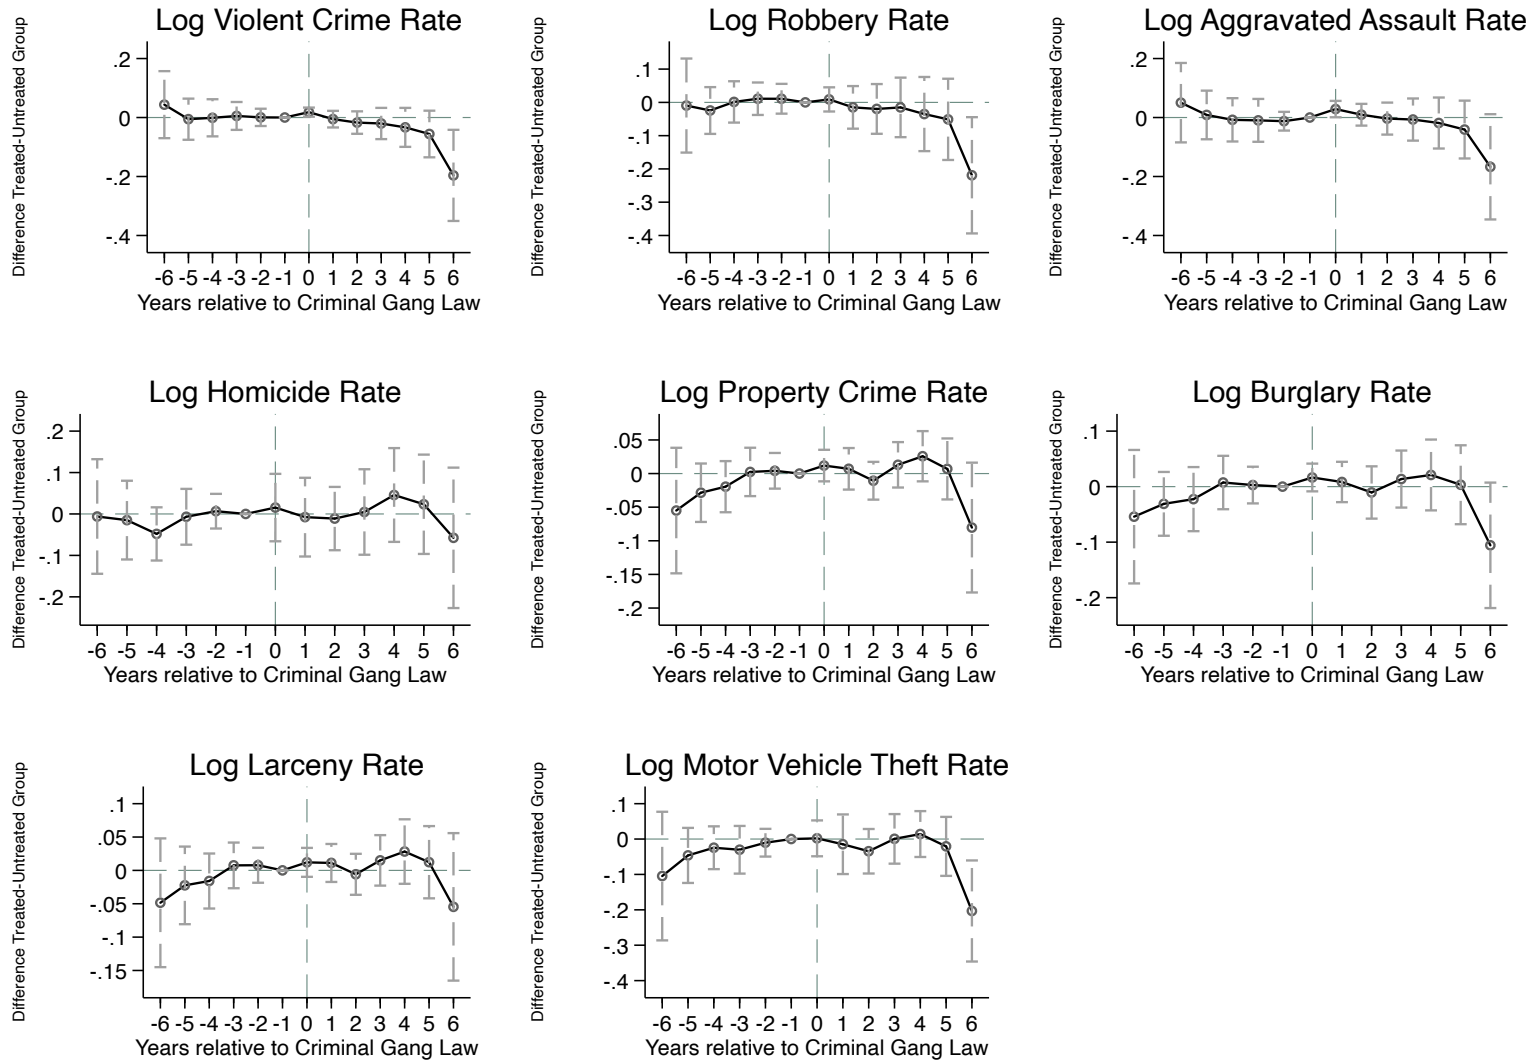 Log Violent Crime Rate
Difference Treated-Untreated Group
.2
0
-.2
-.4
-6 -5 -4 -3 -2 -1 0 1 2 3 4 5 6
Years relative to Criminal Gang Law
Log Robbery Rate
Difference Treated-Untreated Group
.1
0
-.1
-.2
-.3
-.4
-6 -5 -4 -3 -2 -1 0 1 2 3 4 5 6
Years relative to Criminal Gang Law
Log Aggravated Assault Rate
Difference Treated-Untreated Group
.2
0
-.2
-.4
-6 -5 -4 -3 -2 -1 0 1 2 3 4 5 6
Years relative to Criminal Gang Law
Log Homicide Rate
Difference Treated-Untreated Group
.2
.1
0
-.1
-.2
-6 -5 -4 -3 -2 -1 0 1 2 3 4 5 6
Years relative to Criminal Gang Law
Log Property Crime Rate
Difference Treated-Untreated Group
.05
0
-.05
-.1
-.15
-.2
-6 -5 -4 -3 -2 -1 0 1 2 3 4 5 6
Years relative to Criminal Gang Law
Log Burglary Rate
Difference Treated-Untreated Group
.1
0
-.1
-.2
-6 -5 -4 -3 -2 -1 0 1 2 3 4 5 6
Years relative to Criminal Gang Law
Log Larceny Rate
Difference Treated-Untreated Group
.1
.05
0
-.05
-.1
-.15
-6 -5 -4 -3 -2 -1 0 1 2 3 4 5 6
Years relative to Criminal Gang Law
Log Motor Vehicle Theft Rate
Difference Treated-Untreated Group
.1
0
-.1
-.2
-.3
-.4
-6 -5 -4 -3 -2 -1 0 1 2 3 4 5 6
Years relative to Criminal Gang Law